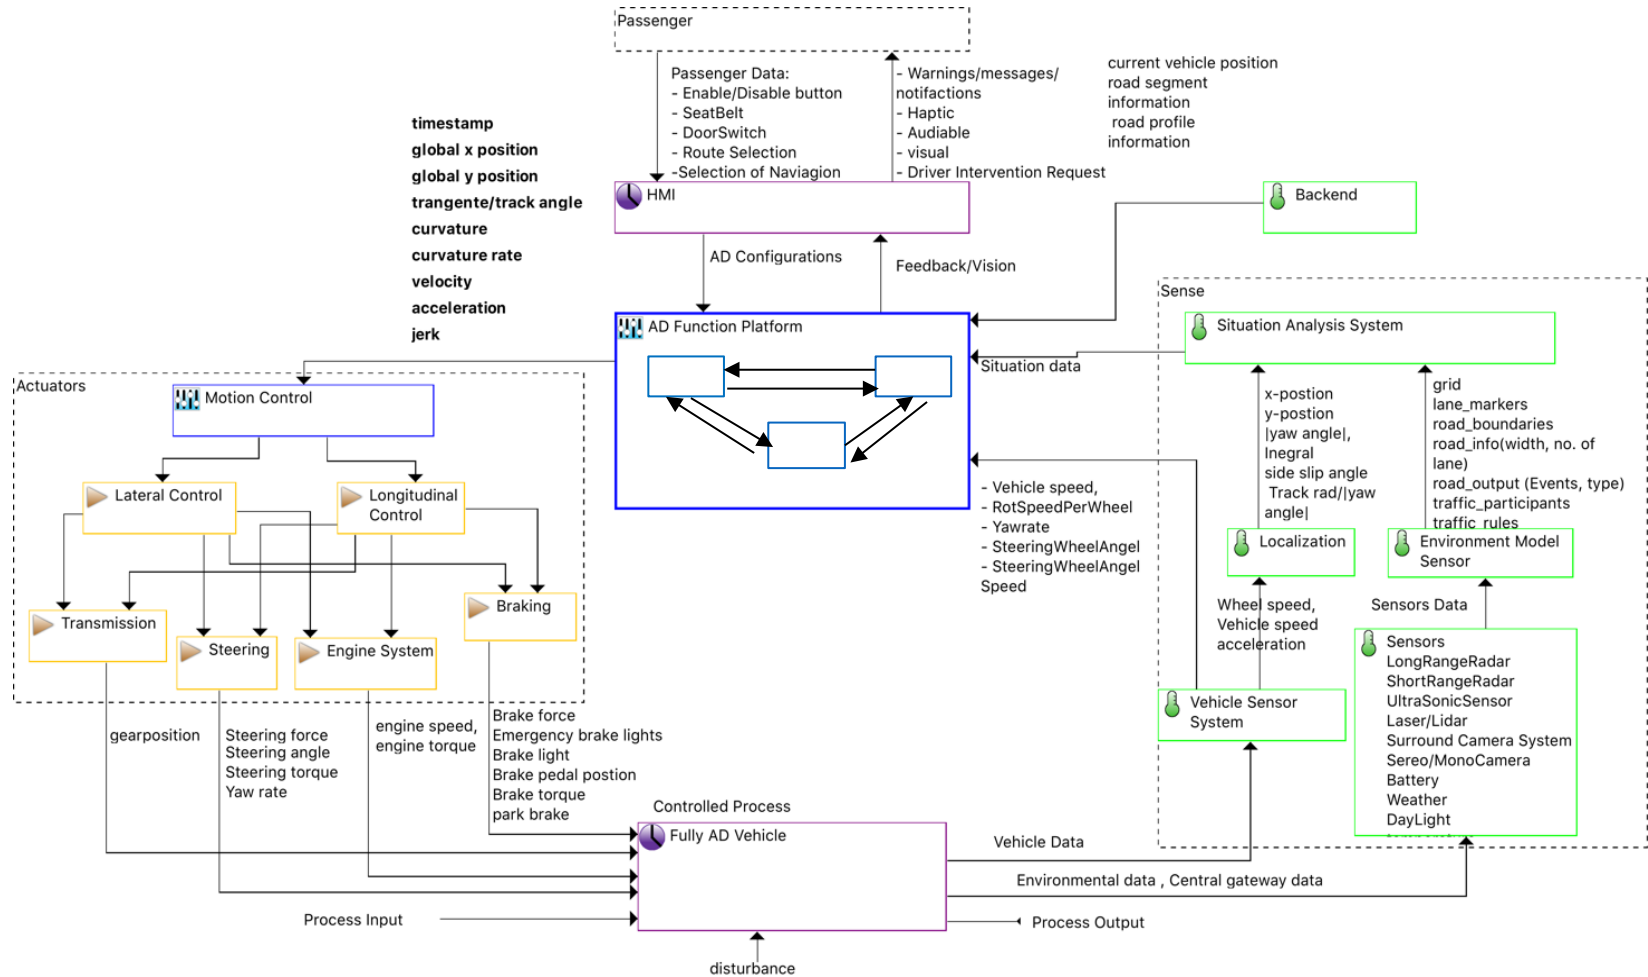 Passenger
Passenger Data:
- Enable/Disable button
- SeatBelt
- DoorSwitch
- Route Selection
-Selection of Naviagion
- Warnings/messages/
notifactions
- Haptic
- Audiable
- visual
- Driver Intervention Request
current vehicle position
road segment
information
road profile
information
timestamp
global x position
global y position
trangente/track angle
curvature
curvature rate
velocity
acceleration
jerk
HMI
Backend
AD Configurations
Feedback/Vision
Sense
AD Function Platform
Situation Analysis System
Situation data
Actuators
Motion Control
x-postion
y-postion
|yaw angle|,
Inegral
side slip angle
Track rad/|yaw
angle|
grid
lane_markers
road_boundaries
road_info(width, no. of
lane)
road_output (Events, type)
traffic_participants
traffic_rules
Lateral Control
Longitudinal
Control
- Vehicle speed,
- RotSpeedPerWheel
- Yawrate
- SteeringWheelAngel
- SteeringWheelAngel
Speed
Localization
Environment Model
Sensor
Wheel speed,
Vehicle speed
acceleration
Sensors Data
Transmission
Steering
Engine System
Braking
Sensors
LongRangeRadar
ShortRangeRadar
UltraSonicSensor
Laser/Lidar
Surround Camera System
Sereo/MonoCamera
Battery
Weather
DayLight
Vehicle Sensor
System
gearposition
Steering force
Steering angle
Steering torque
Yaw rate
engine speed,
engine torque
Brake force
Emergency brake lights
Brake light
Brake pedal postion
Brake torque
park brake
Controlled Process
Fully AD Vehicle
Vehicle Data
Environmental data , Central gateway data
Process Input
Process Output
disturbance